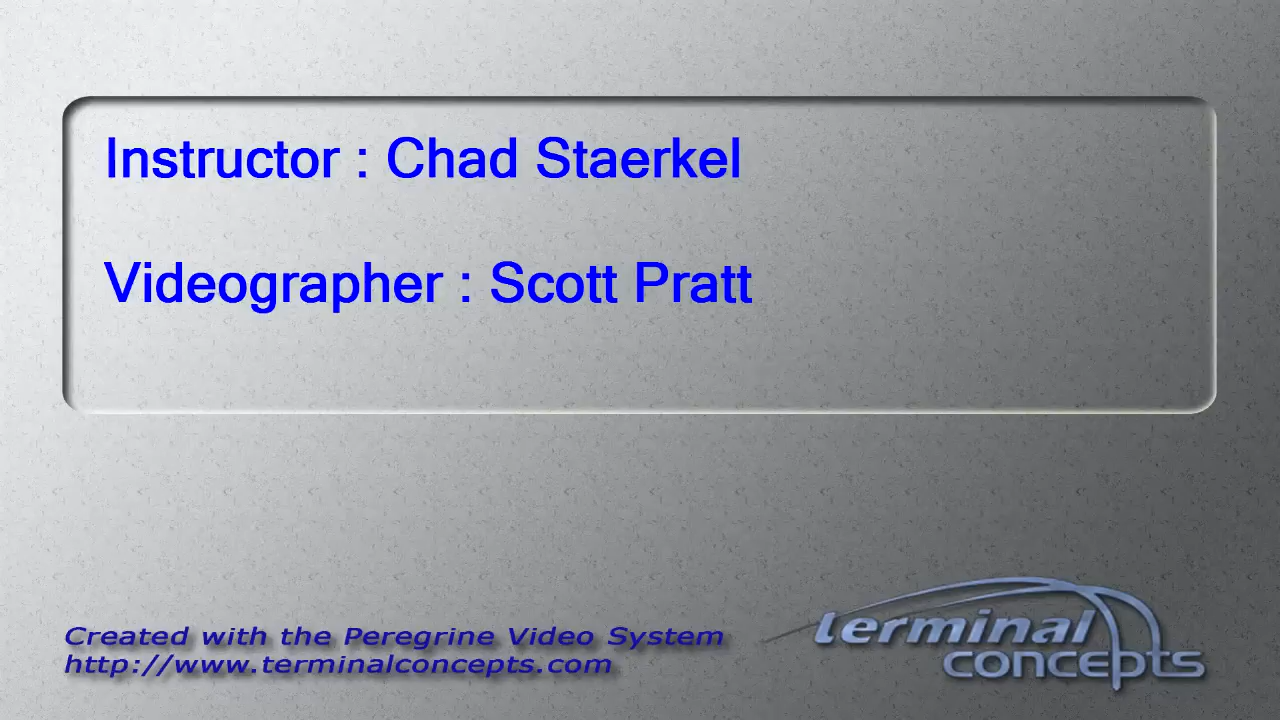 Instructor : Chad Staerkel
Videographer : Scott Pratt
Created with the Peregrine Video System
http://www.terminalconcepts.com
terminal
concepts